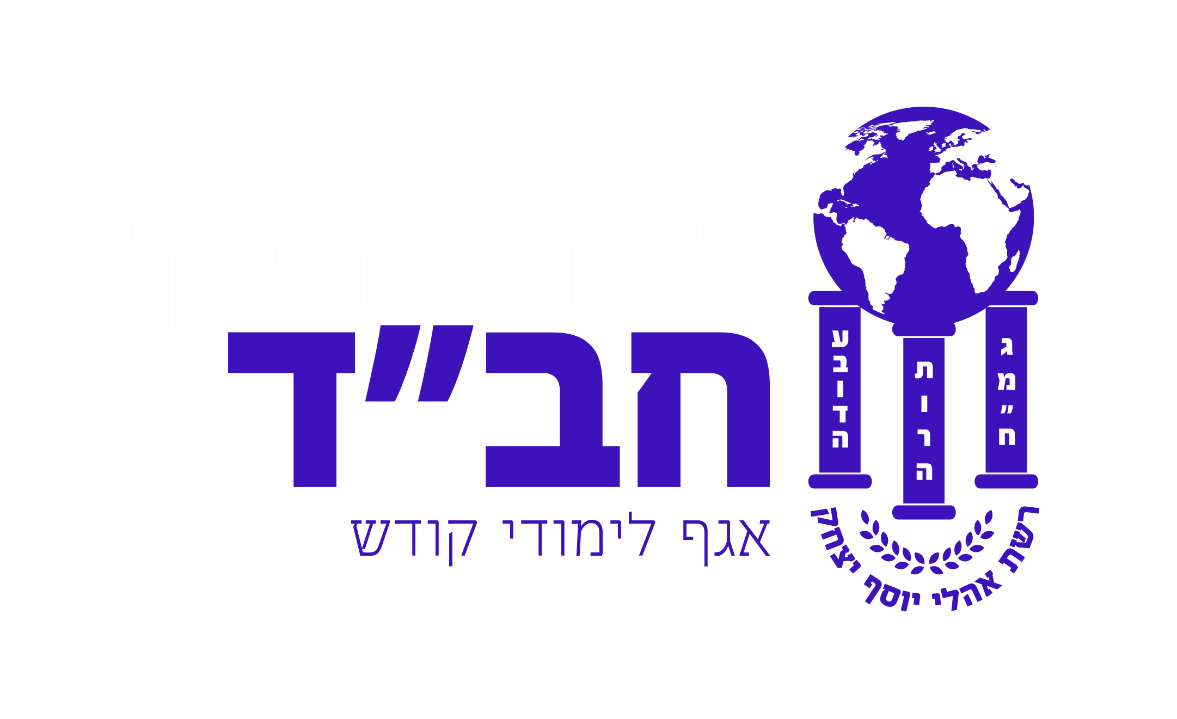 חב״ד
אגף לימודי קודש
גמ״ח
תורה
עבודה
רשת אהלי יוסף יצחק